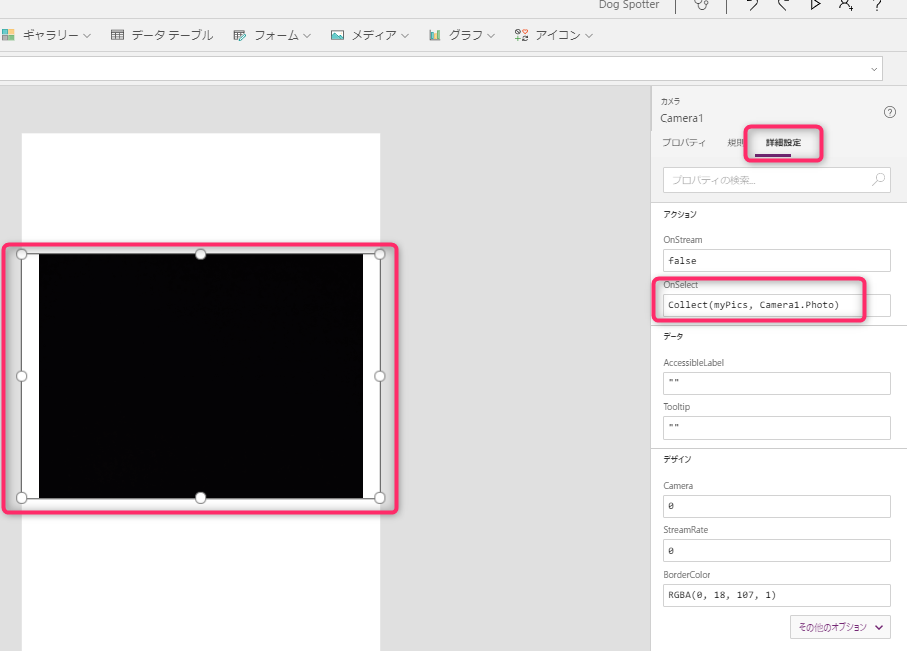 Dog Spotter
ギャラリー データ テーブル フォーム メディア グラフ アイコン
カメラ
Camera1
プロパティ 規則 詳細設定
プロパティの検索...
アクション
OnStream
false
OnSelect
Collect(myPics, Camera1.Photo)
データ
AccessibleLabel
""
Tooltip
""
デザイン
Camera
0
StreamRate
0
BorderColor
RGBA(0, 18, 107, 1)
その他のオプション